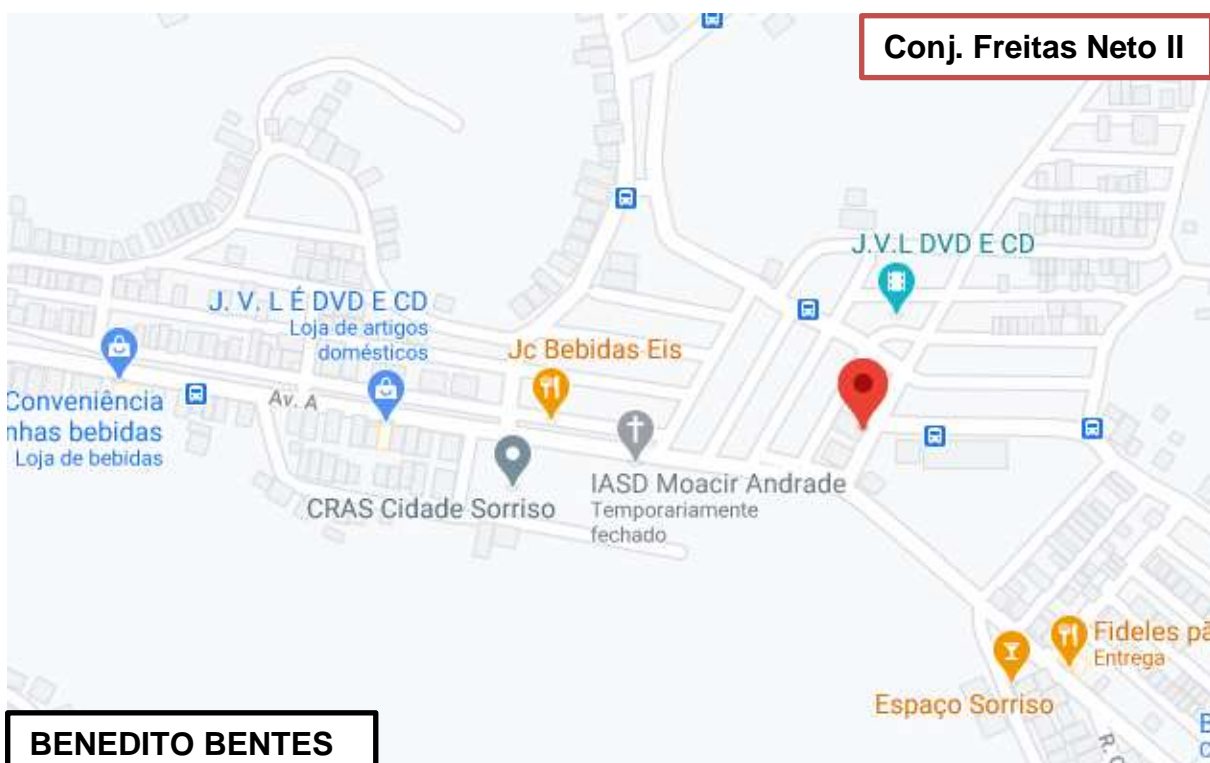 Conj. Freitas Neto II
J.V.L DVD E CD
J. V. L É DVD E CD
Loja de artigos
domésticos
Jc Bebidas Eis
Conveniência
nhas bebidas
Loja de bebidas
Av. A
CRAS Cidade Sorriso
IASD Moacir Andrade
Temporariamente
fechado
Fideles pã
Entrega
Espaço Sorriso
BENEDITO BENTES